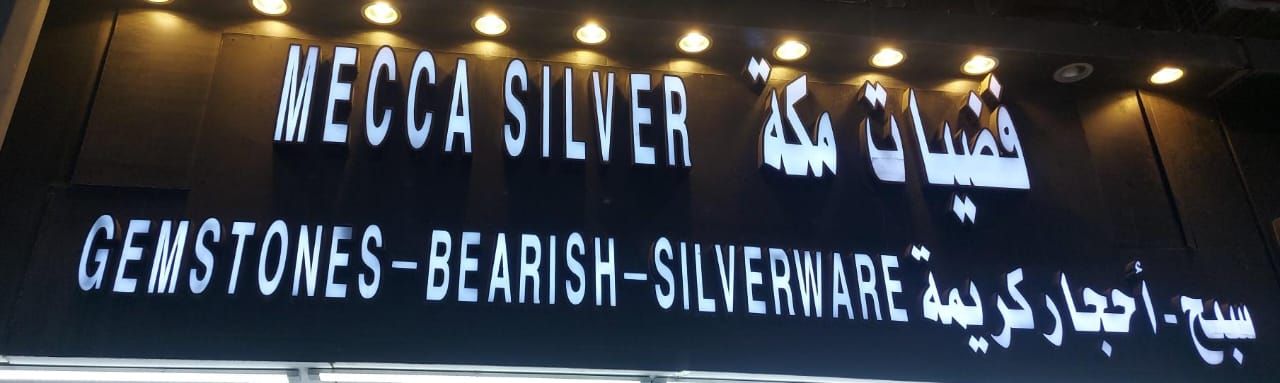 MECCA SILVER فضيات مكة
GEMSTONES-BEARISH-SILVERWARE سبح - أحجار كريمة